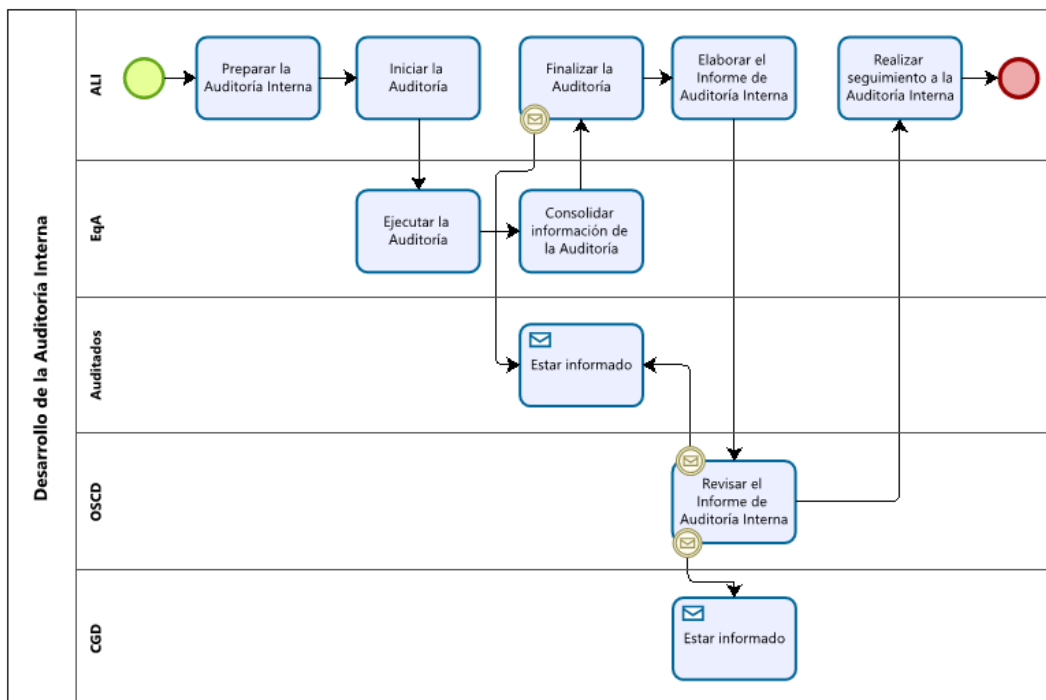 Desarrollo de la Auditoría Interna
ALI
Preparar la
Auditoría Interna
Iniciar la
Auditoría
Finalizar la
Auditoría
Elaborar el
Informe de
Auditoría Interna
Realizar
seguimiento a la
Auditoría Interna
EqA
Ejecutar la
Auditoría
Consolidar
información de
la Auditoría
Auditados
Estar informado
OSCD
Revisar el
Informe de
Auditoría Interna
CGD
Estar informado